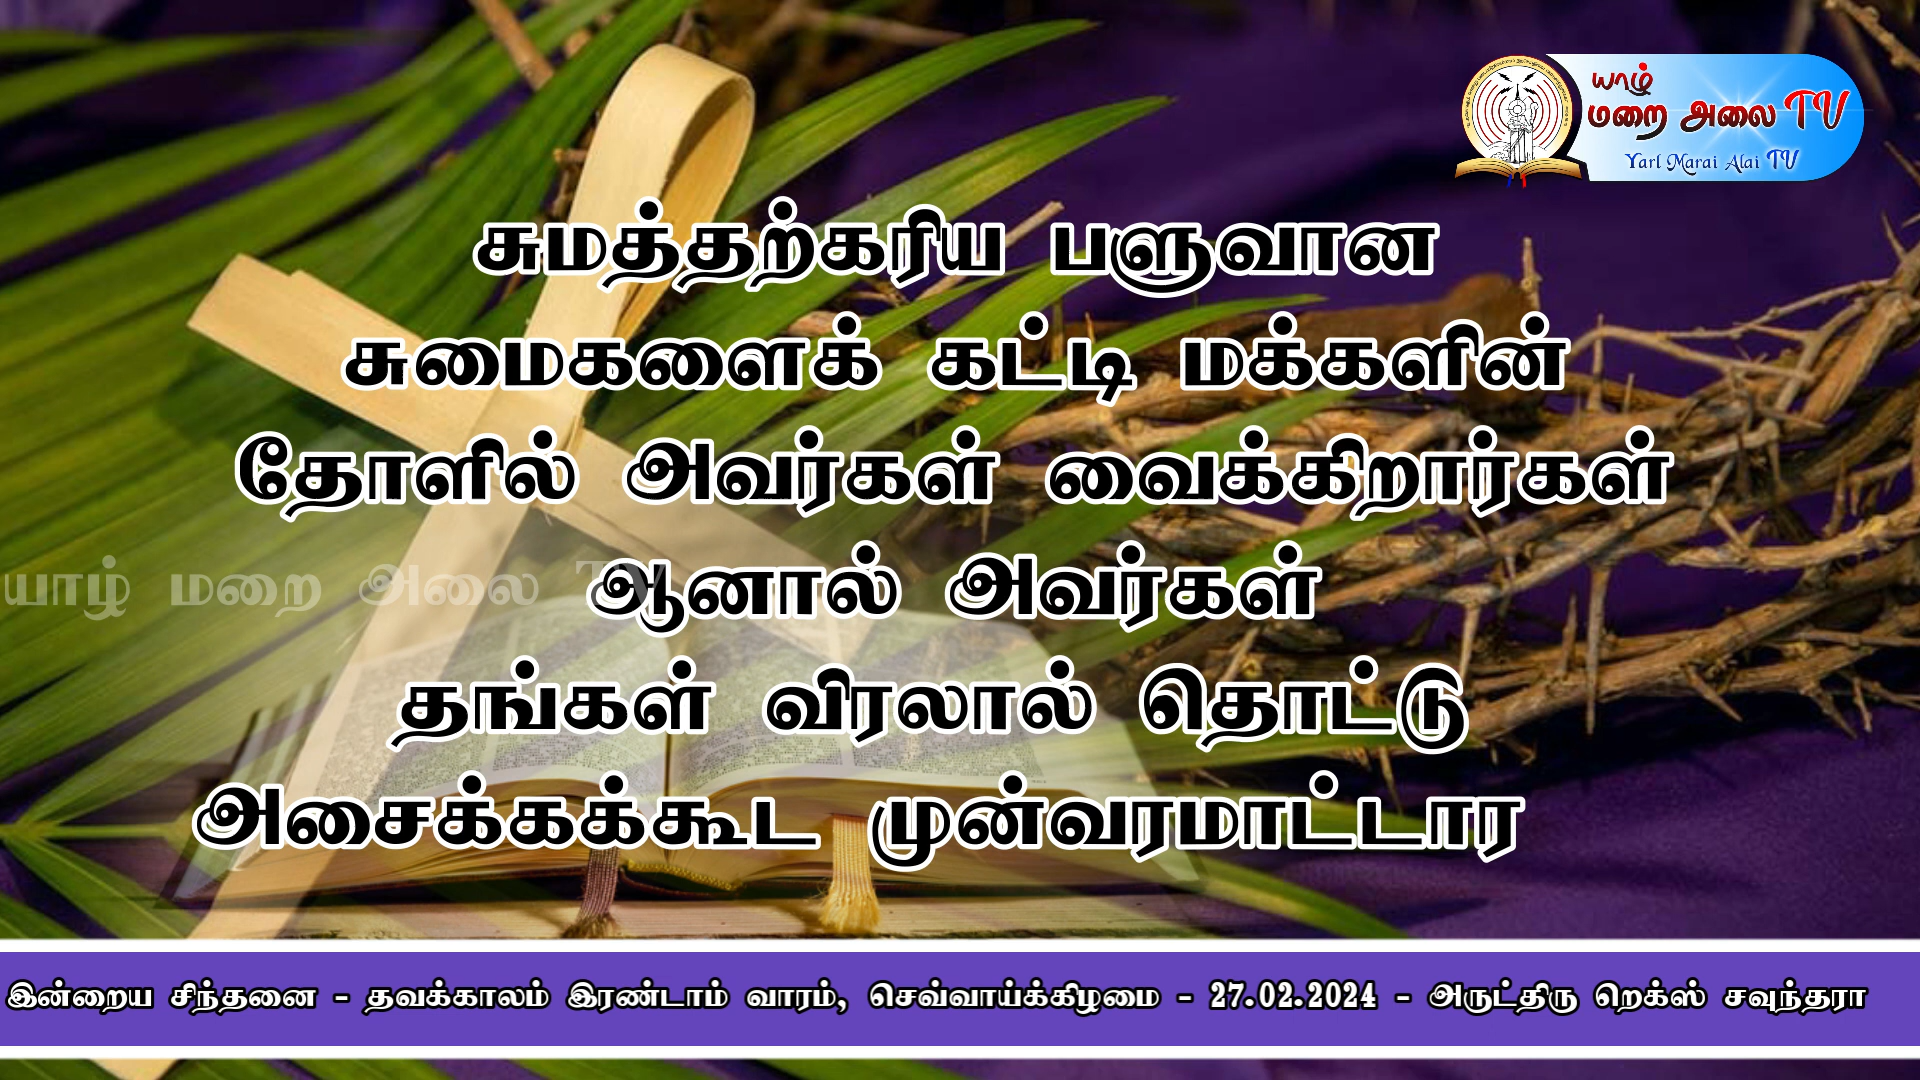 யாழ்
மறை அலை TV
Yarl Marai Alai TV
சுமத்தற்கரிய பளுவான
சுமைகளைக் கட்டி மக்களின்
தோளில் அவர்கள் வைக்கிறார்கள்
யாழ் மறை அலை TV
ஆனால் அவர்கள்
தங்கள் விரலால் தொட்டு
அசைக்கக்கூட முன்வரமாட்டார
இன்றைய சிந்தனை - தவக்காலம் இரண்டாம் வாரம், செவ்வாய்க்கிழமை - 27.02.2024 - அருட்திரு றெக்ஸ் சவுந்தரா